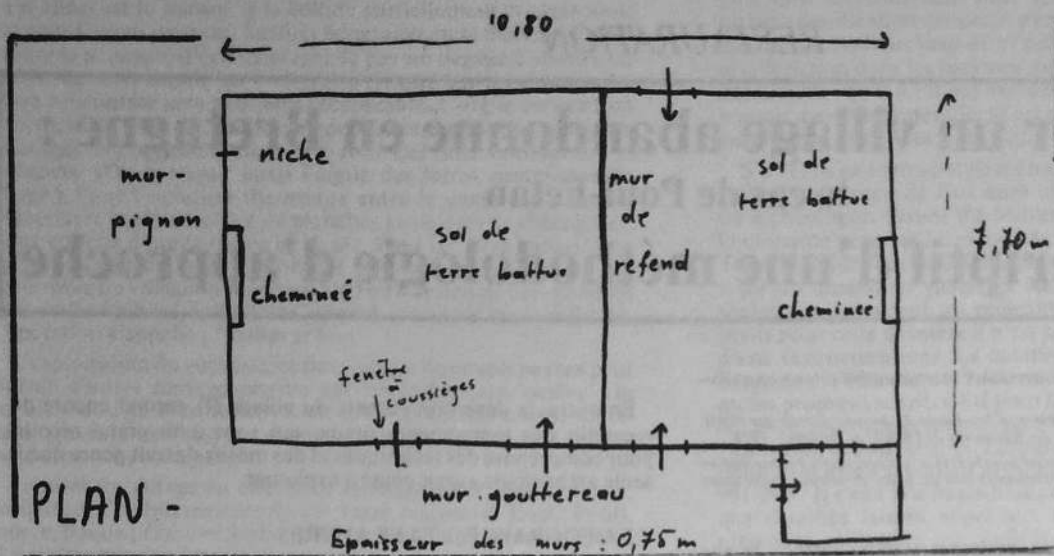 10,80
niche
mur-
pignon
cheminée
sol de
terre battue
mur
de
refend
sol de
terre battue
cheminée
7,70 m
fenêtre
à
coussièges
mur.gouttereau
PLAN-
Epaisseur des murs : 0,75 m